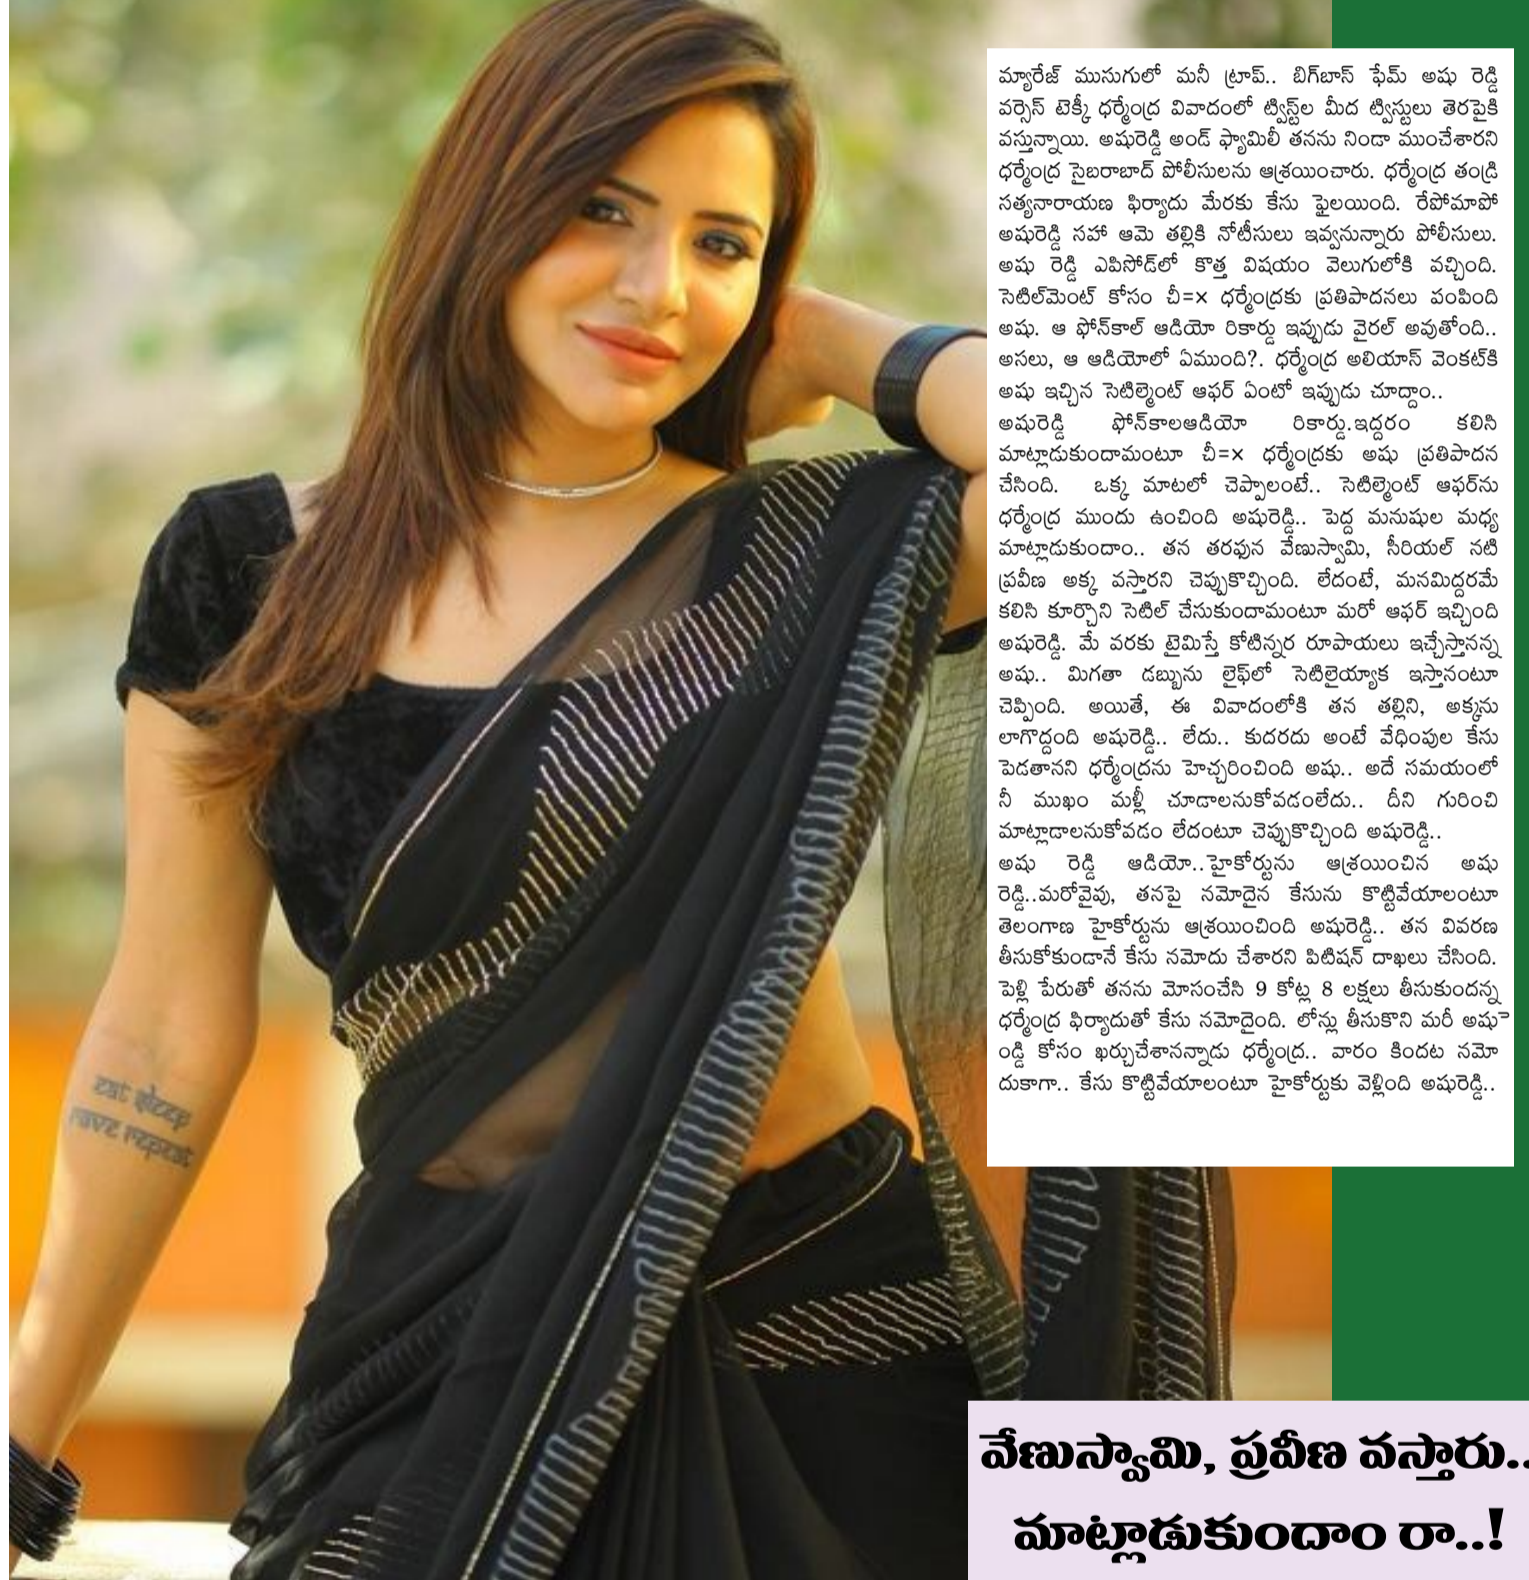 మ్యారేజ్ ముసుగులో మనీ ట్రాప్.. బిగ్‌బాస్ ఫేమ్ అషు రెడ్డి
వర్సెస్ టెక్కీ ధర్మేంద్ర వివాదంలో ట్విస్ట్‌ల మీద ట్విస్టులు తెరపైకి
వస్తున్నాయి. అషురెడ్డి అండ్ ఫ్యామిలీ తనను నిండా ముంచేశారని
ధర్మేంద్ర సైబరాబాద్ పోలీసులను ఆశ్రయించారు. ధర్మేంద్ర తండ్రి
సత్యనారాయణ ఫిర్యాదు మేరకు కేసు ఫైలయింది. రేపోమాపో
అషురెడ్డి సహా ఆమె తల్లికి నోటీసులు ఇవ్వనున్నారు పోలీసులు.
అషు రెడ్డి ఎపిసోడ్‌లో కొత్త విషయం వెలుగులోకి వచ్చింది.
సెటిల్‌మెంట్ కోసం చీ=× ధర్మేంద్రకు ప్రతిపాదనలు పంపింది
అషు. ఆ ఫోన్‌కాల్ ఆడియో రికార్డు ఇప్పుడు వైరల్ అవుతోంది..
అసలు, ఆ ఆడియోలో ఏముంది?. ధర్మేంద్ర అలియాస్ వెంకట్‌కి
అషు ఇచ్చిన సెటిల్మెంట్ ఆఫర్ ఏంటో ఇప్పుడు చూద్దాం..
అషురెడ్డి ఫోన్‌కాలఆడియో రికార్డు.ఇద్దరం కలిసి
మాట్లాడుకుందామంటూ చీ=× ధర్మేంద్రకు అషు ప్రతిపాదన
చేసింది. ఒక్క మాటలో చెప్పాలంటే.. సెటిల్మెంట్ ఆఫర్‌ను
ధర్మేంద్ర ముందు ఉంచింది అషురెడ్డి.. పెద్ద మనుషుల మధ్య
మాట్లాడుకుందాం.. తన తరఫున వేణుస్వామి, సీరియల్ నటి
ప్రవీణ అక్క వస్తారని చెప్పుకొచ్చింది. లేదంటే, మనమిద్దరమే
కలిసి కూర్చొని సెటిల్ చేసుకుందామంటూ మరో ఆఫర్ ఇచ్చింది
అషురెడ్డి. మే వరకు టైమిస్తే కోటిన్నర రూపాయలు ఇచ్చేస్తానన్న
అషు.. మిగతా డబ్బును లైఫ్‌లో సెటిలైయ్యాక ఇస్తానంటూ
చెప్పింది. అయితే, ఈ వివాదంలోకి తన తల్లిని, అక్కను
లాగొద్దంది అషురెడ్డి.. లేదు.. కుదరదు అంటే వేధింపుల కేసు
పెడతానని ధర్మేంద్రను హెచ్చరించింది అషు.. అదే సమయంలో
నీ ముఖం మళ్లీ చూడాలనుకోవడంలేదు.. దీని గురించి
మాట్లాడాలనుకోవడం లేదంటూ చెప్పుకొచ్చింది అషురెడ్డి..
అషు రెడ్డి ఆడియో..హైకోర్టును ఆశ్రయించిన అషు
రెడ్డి..మరోవైపు, తనపై నమోదైన కేసును కొట్టివేయాలంటూ
తెలంగాణ హైకోర్టును ఆశ్రయించింది అషురెడ్డి.. తన వివరణ
తీసుకోకుండానే కేసు నమోదు చేశారని పిటిషన్ దాఖలు చేసింది.
పెళ్లి పేరుతో తనను మోసంచేసి 9 కోట్ల 8 లక్షలు తీసుకుందన్న
ధర్మేంద్ర ఫిర్యాదుతో కేసు నమోదైంది. లోన్లు తీసుకొని మరీ అషు
ండ్డి కోసం ఖర్చుచేశానన్నాడు ధర్మేంద్ర.. వారం కిందట నమో
దుకాగా.. కేసు కొట్టివేయాలంటూ హైకోర్టుకు వెళ్లింది అషురెడ్డి..
eat sleep
rave repeat
వేణుస్వామి, ప్రవీణ వస్తారు..
మాట్లాడుకుందాం రా..!